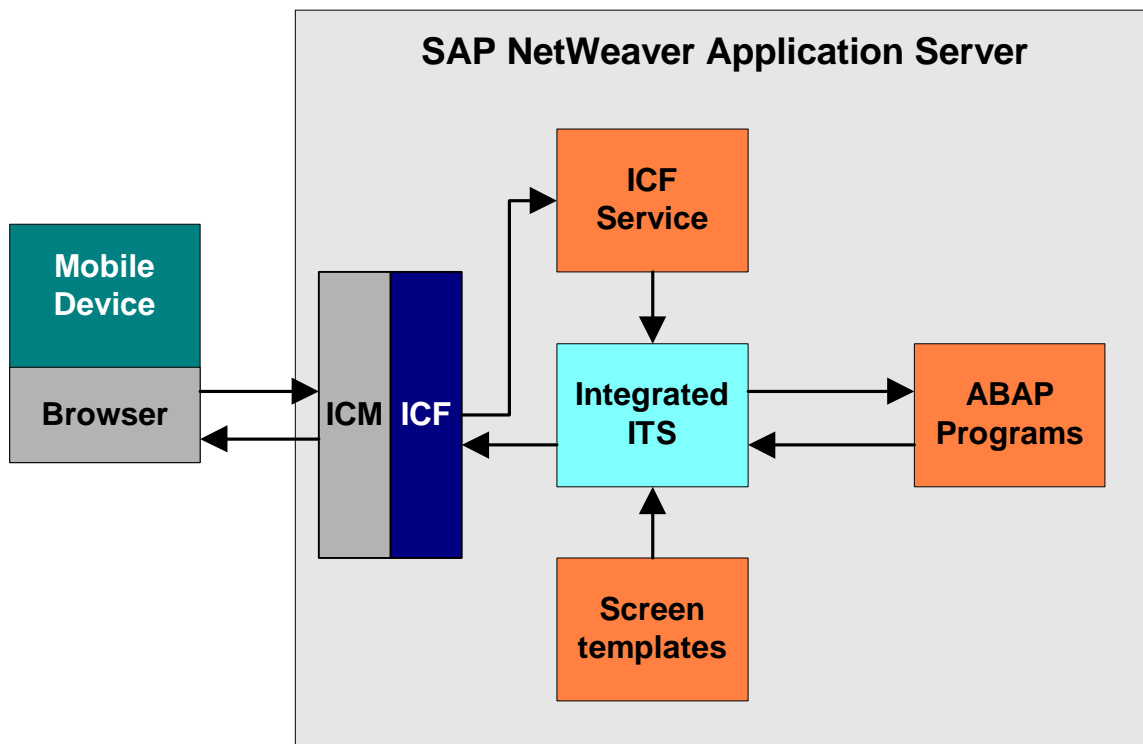 SAP NetWeaver Application Server
ICF
Service
Mobile
Device
Browser
ICM
ICF
Integrated
ITS
ABAP
Programs
Screen
templates